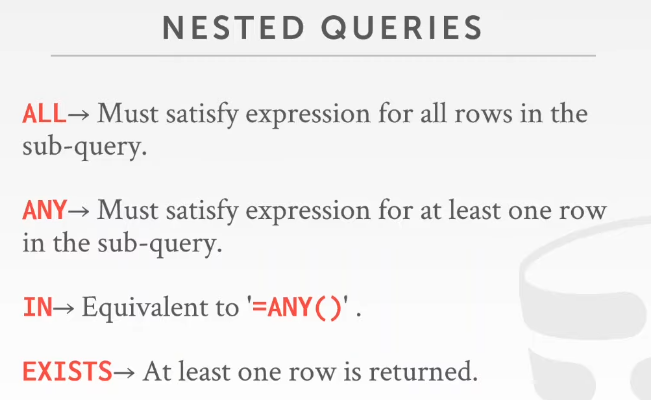 NESTED QUERIES
ALL→ Must satisfy expression for all rows in the
sub-query.
ANY→ Must satisfy expression for at least one row
in the sub-query.
IN→ Equivalent to '=ANY()' .
EXISTS→ At least one row is returned.